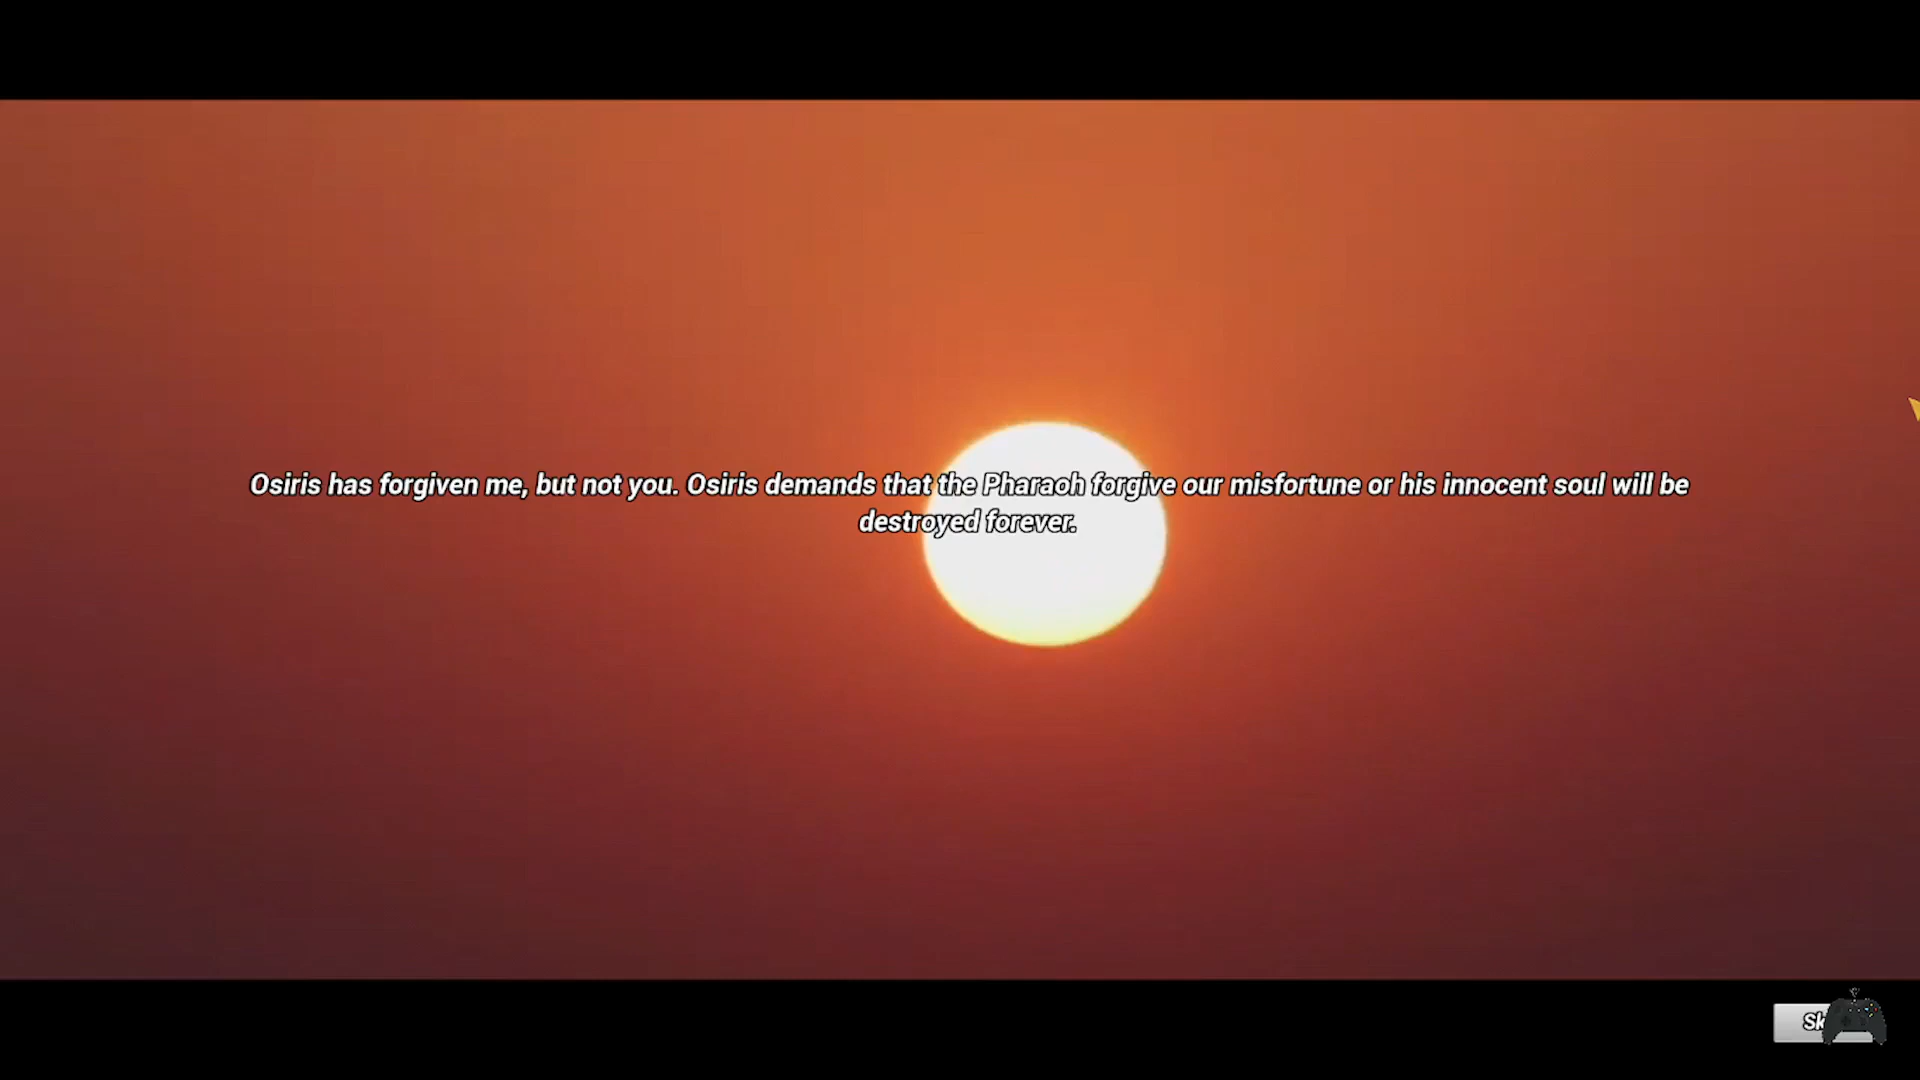 Osiris has forgiven me, but not you. Osiris demands that the Pharaoh forgive our misfortune or his innocent soul will be
destroyed forever.